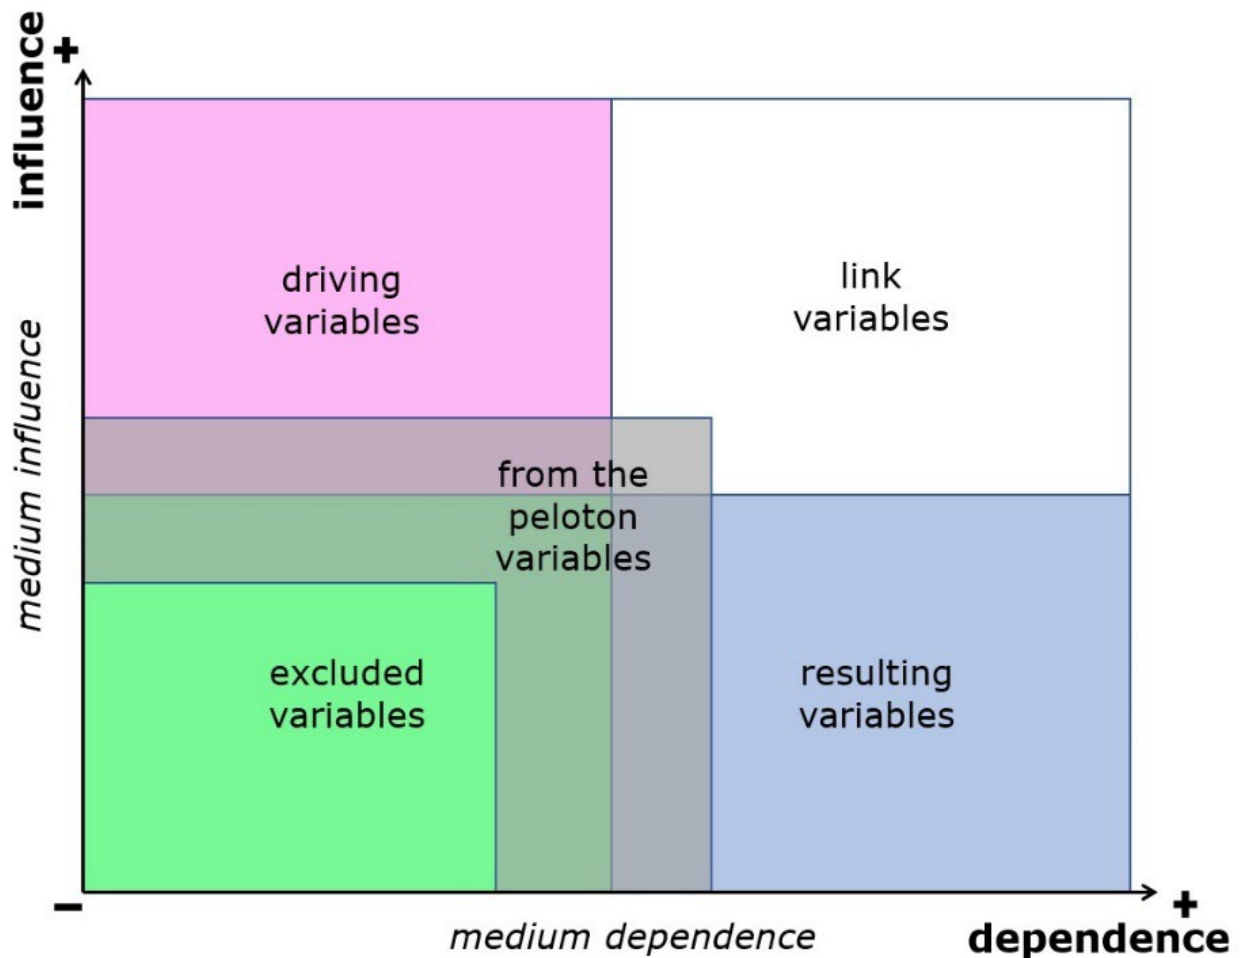 +
influence
driving
variables
link
variables
medium influence
from the
peloton
variables
excluded
variables
resulting
variables
–
+
medium dependence
dependence